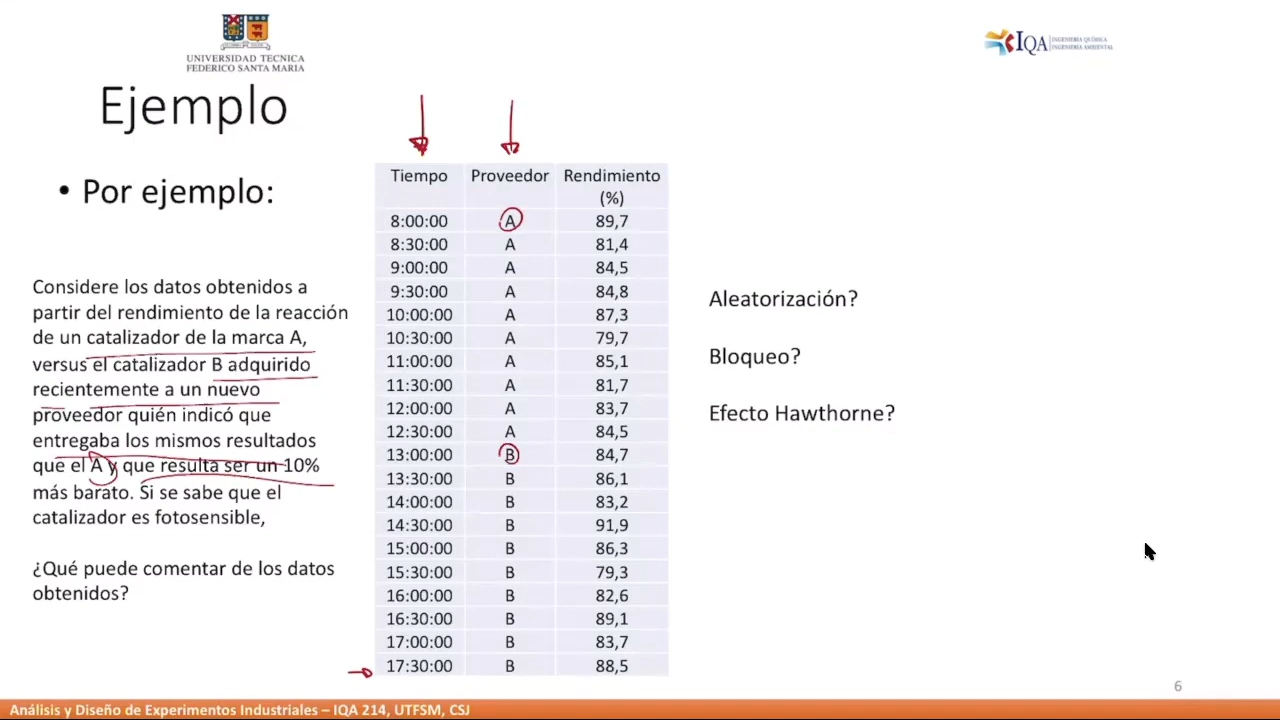 UNIVERSIDAD TECNICA
FEDERICO SANTA MARIA
IQA INGENIERÍA QUÍMICA
INGENIERÍA AMBIENTAL
Ejemplo
• Por ejemplo:
Considere los datos obtenidos a
partir del rendimiento de la reacción
de un catalizador de la marca A,
versus el catalizador B adquirido
recientemente a un nuevo
proveedor quién indicó que
entregaba los mismos resultados
que el A y que resulta ser un 10%
más barato. Si se sabe que el
catalizador es fotosensible,
¿Qué puede comentar de los datos
obtenidos?
Tiempo Proveedor Rendimiento
(%)
8:00:00 A 89,7
8:30:00 A 81,4
9:00:00 A 84,5
9:30:00 A 84,8
10:00:00 A 87,3
10:30:00 A 79,7
11:00:00 A 85,1
11:30:00 A 81,7
12:00:00 A 83,7
12:30:00 A 84,5
13:00:00 B 84,7
13:30:00 B 86,1
14:00:00 B 83,2
14:30:00 B 91,9
15:00:00 B 86,3
15:30:00 B 79,3
16:00:00 B 82,6
16:30:00 B 89,1
17:00:00 B 83,7
17:30:00 B 88,5
Aleatorización?
Bloqueo?
Efecto Hawthorne?
6
Análisis y Diseño de Experimentos Industriales – IQA 214, UTFSM, CSJ